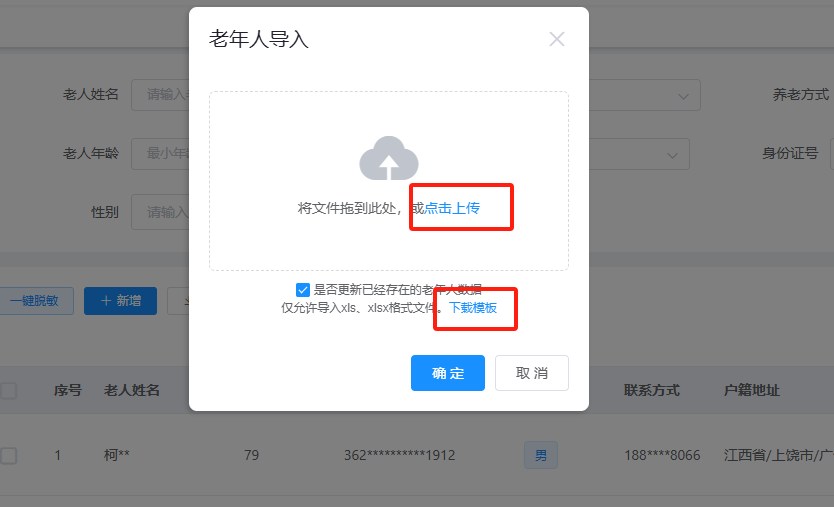 老年人导入
老人姓名
请输入
养老方式
将文件拖到此处，或点击上传
老人年龄
最小年
身份证号
性别
请输入
是否更新已经存在的老年人数据
仅允许导入xls、xlsx格式文件。下载模板
一键脱敏
新增
确 定
取 消
序号 老人姓名 联系方式 户籍地址
1 柯** 79 362**********1912 男 188****8066 江西省/上饶市/广